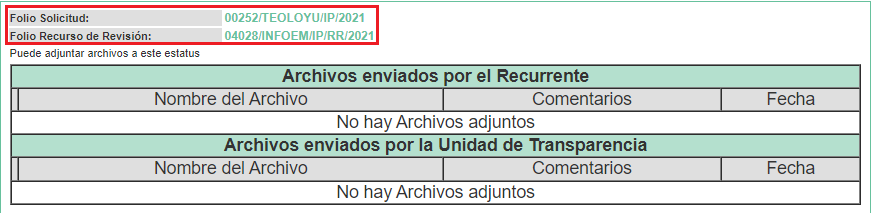 Folio Solicitud: 00252/TEOLOYU/IP/2021
Folio Recurso de Revisión: 04028/INFOEM/IP/RR/2021
Puede adjuntar archivos a este estatus
Archivos enviados por el Recurrente
Nombre del Archivo Comentarios Fecha
No hay Archivos adjuntos
Archivos enviados por la Unidad de Transparencia
Nombre del Archivo Comentarios Fecha
No hay Archivos adjuntos